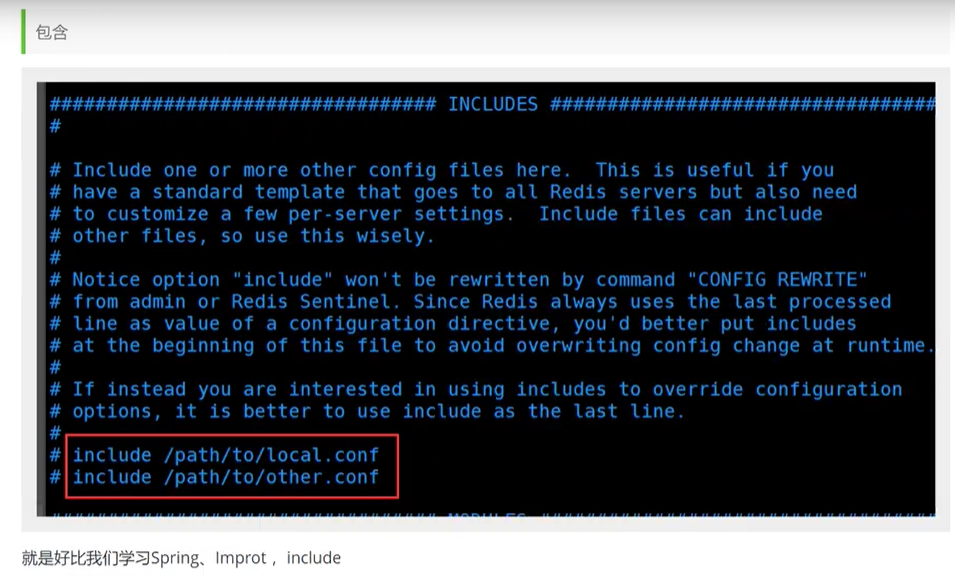 包含
################################## INCLUDES ##################################
#
# Include one or more other config files here.  This is useful if you
# have a standard template that goes to all Redis servers but also need
# to customize a few per-server settings.  Include files can include
# other files, so use this wisely.
#
# Notice option "include" won't be rewritten by command "CONFIG REWRITE"
# from admin or Redis Sentinel. Since Redis always uses the last processed
# line as value of a configuration directive, you'd better put includes
# at the beginning of this file to avoid overwriting config change at runtime.
#
# If instead you are interested in using includes to override configuration
# options, it is better to use include as the last line.
#
# include /path/to/local.conf
# include /path/to/other.conf
就是好比我们学习Spring、Improt ，include